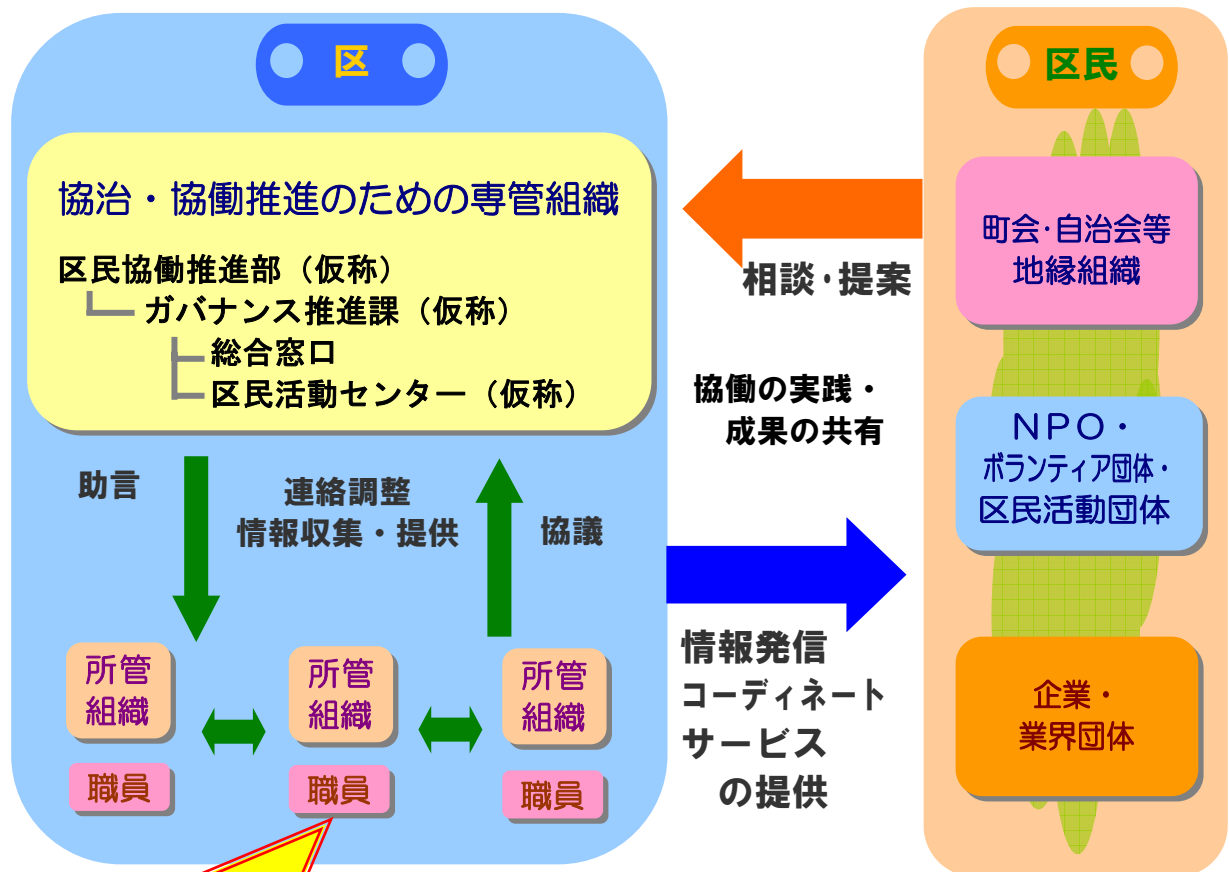 区
協治・協働推進のための専管組織
区民協働推進部（仮称）
ガバナンス推進課（仮称）
総合窓口
区民活動センター（仮称）
助言
連絡調整
情報収集・提供
協議
所管
組織
職員
所管
組織
職員
所管
組織
職員
相談・提案
協働の実践・
成果の共有
情報発信
コーディネート
サービス
の提供
区民
町会・自治会等
地縁組織
ＮＰＯ・
ボランティア団体・
区民活動団体
企業・
業界団体